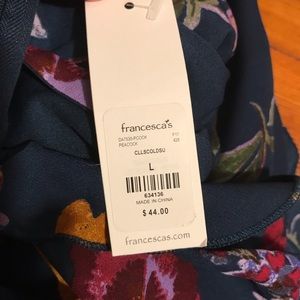 francesca's
PEACOCK
CLLSCOLDSU
L
634136
MADE IN CHINA
$ 44.00
francescas.com